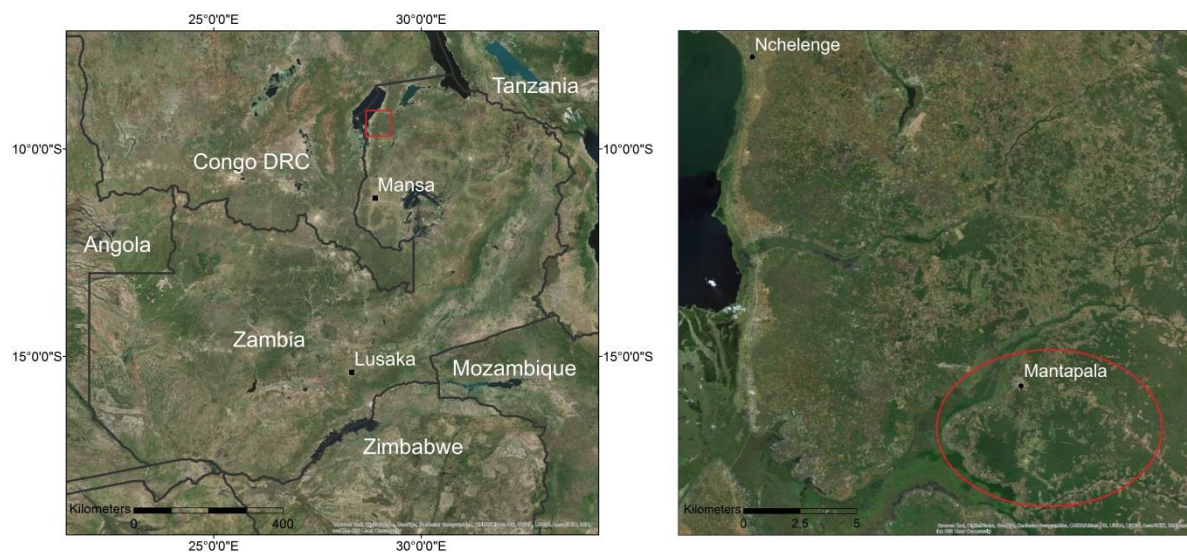 25°0'0"E
30°0'0"E
Tanzania
10°0'0"S
Congo DRC
Mansa
Angola
Zambia
15°0'0"S
Lusaka
Mozambique
Zimbabwe
Kilometers
0
400
25°0'0"E
30°0'0"E
10°0'0"S
15°0'0"S
Nchelenge
Mantapala
Kilometers
0
2.5
5